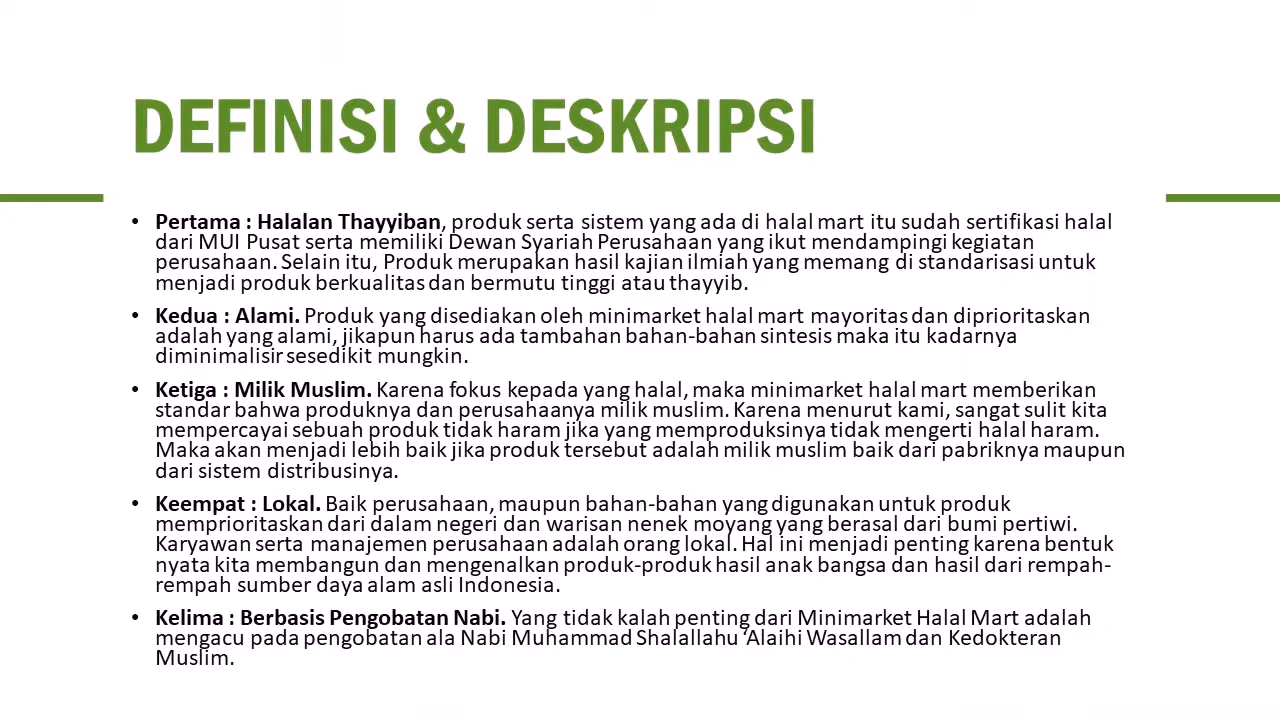 DEFINISI & DESKRIPSI
• Pertama : Halalan Thayyiban, produk serta sistem yang ada di halal mart itu sudah sertifikasi halal
dari MUI Pusat serta memiliki Dewan Syariah Perusahaan yang ikut mendampingi kegiatan
perusahaan. Selain itu, Produk merupakan hasil kajian ilmiah yang memang di standarisasi untuk
menjadi produk berkualitas dan bermutu tinggi atau thayyib.
• Kedua : Alami. Produk yang disediakan oleh minimarket halal mart mayoritas dan diprioritaskan
adalah yang alami, jikapun harus ada tambahan bahan-bahan sintesis maka itu kadarnya
diminimalisir sesedikit mungkin.
• Ketiga : Milik Muslim. Karena fokus kepada yang halal, maka minimarket halal mart memberikan
standar bahwa produknya dan perusahaanya milik muslim. Karena menurut kami, sangat sulit kita
mempercayai sebuah produk tidak haram jika yang memproduksinya tidak mengerti halal haram.
Maka akan menjadi lebih baik jika produk tersebut adalah milik muslim baik dari pabriknya maupun
dari sistem distribusinya.
• Keempat : Lokal. Baik perusahaan, maupun bahan-bahan yang digunakan untuk produk
memprioritaskan dari dalam negeri dan warisan nenek moyang yang berasal dari bumi pertiwi.
Karyawan serta manajemen perusahaan adalah orang lokal. Hal ini menjadi penting karena bentuk
nyata kita membangun dan mengenalkan produk-produk hasil anak bangsa dan hasil dari rempah-
rempah sumber daya alam asli Indonesia.
• Kelima : Berbasis Pengobatan Nabi. Yang tidak kalah penting dari Minimarket Halal Mart adalah
mengacu pada pengobatan ala Nabi Muhammad Shalallahu ‘Alaihi Wasallam dan Kedokteran
Muslim.